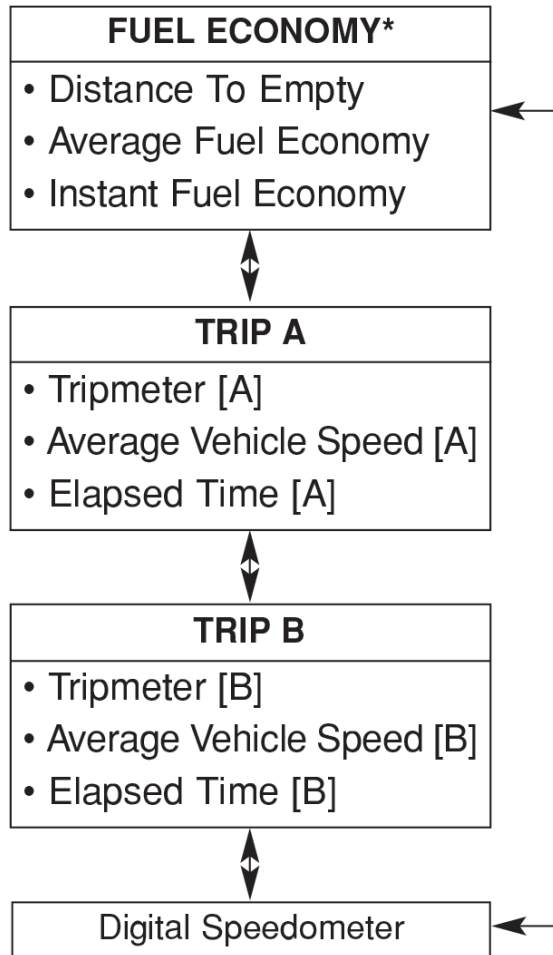 FUEL ECONOMY*
• Distance To Empty
• Average Fuel Economy
• Instant Fuel Economy
TRIP A
• Tripmeter [A]
• Average Vehicle Speed [A]
• Elapsed Time [A]
TRIP B
• Tripmeter [B]
• Average Vehicle Speed [B]
• Elapsed Time [B]
Digital Speedometer